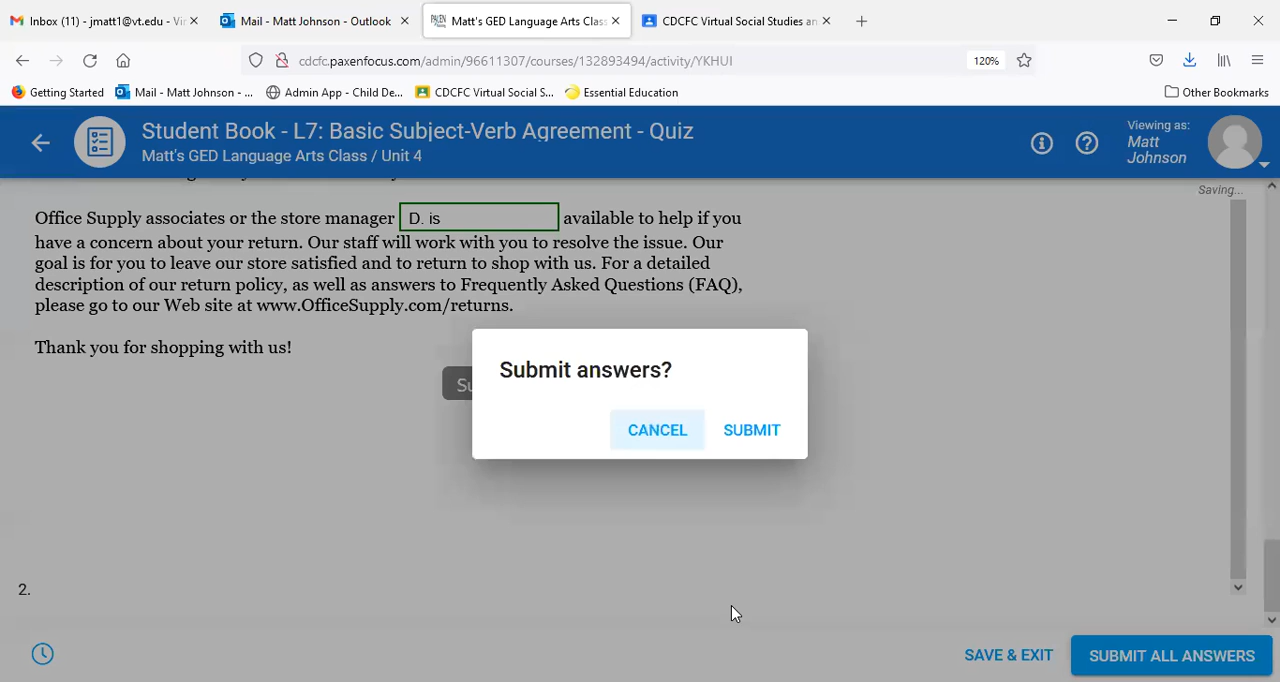 Inbox (11) - jmatt1@vt.edu - Vi
Mail - Matt Johnson - Outlook
Matt's GED Language Arts Clas
CDCFC Virtual Social Studies an
cdcfc.paxenfocus.com/admin/96611307/courses/132893494/activity/YKHUI
120%
Getting Started
Mail - Matt Johnson - ...
Admin App - Child De...
CDCFC Virtual Social S...
Essential Education
Other Bookmarks
Student Book - L7: Basic Subject-Verb Agreement - Quiz
Matt's GED Language Arts Class / Unit 4
Viewing as:
Matt
Johnson
Saving...
Office Supply associates or the store manager D. is available to help if you
have a concern about your return. Our staff will work with you to resolve the issue. Our
goal is for you to leave our store satisfied and to return to shop with us. For a detailed
description of our return policy, as well as answers to Frequently Asked Questions (FAQ),
please go to our Web site at www.OfficeSupply.com/returns.
Thank you for shopping with us!
Submit answers?
Su
CANCEL
SUBMIT
2.
SAVE & EXIT
SUBMIT ALL ANSWERS